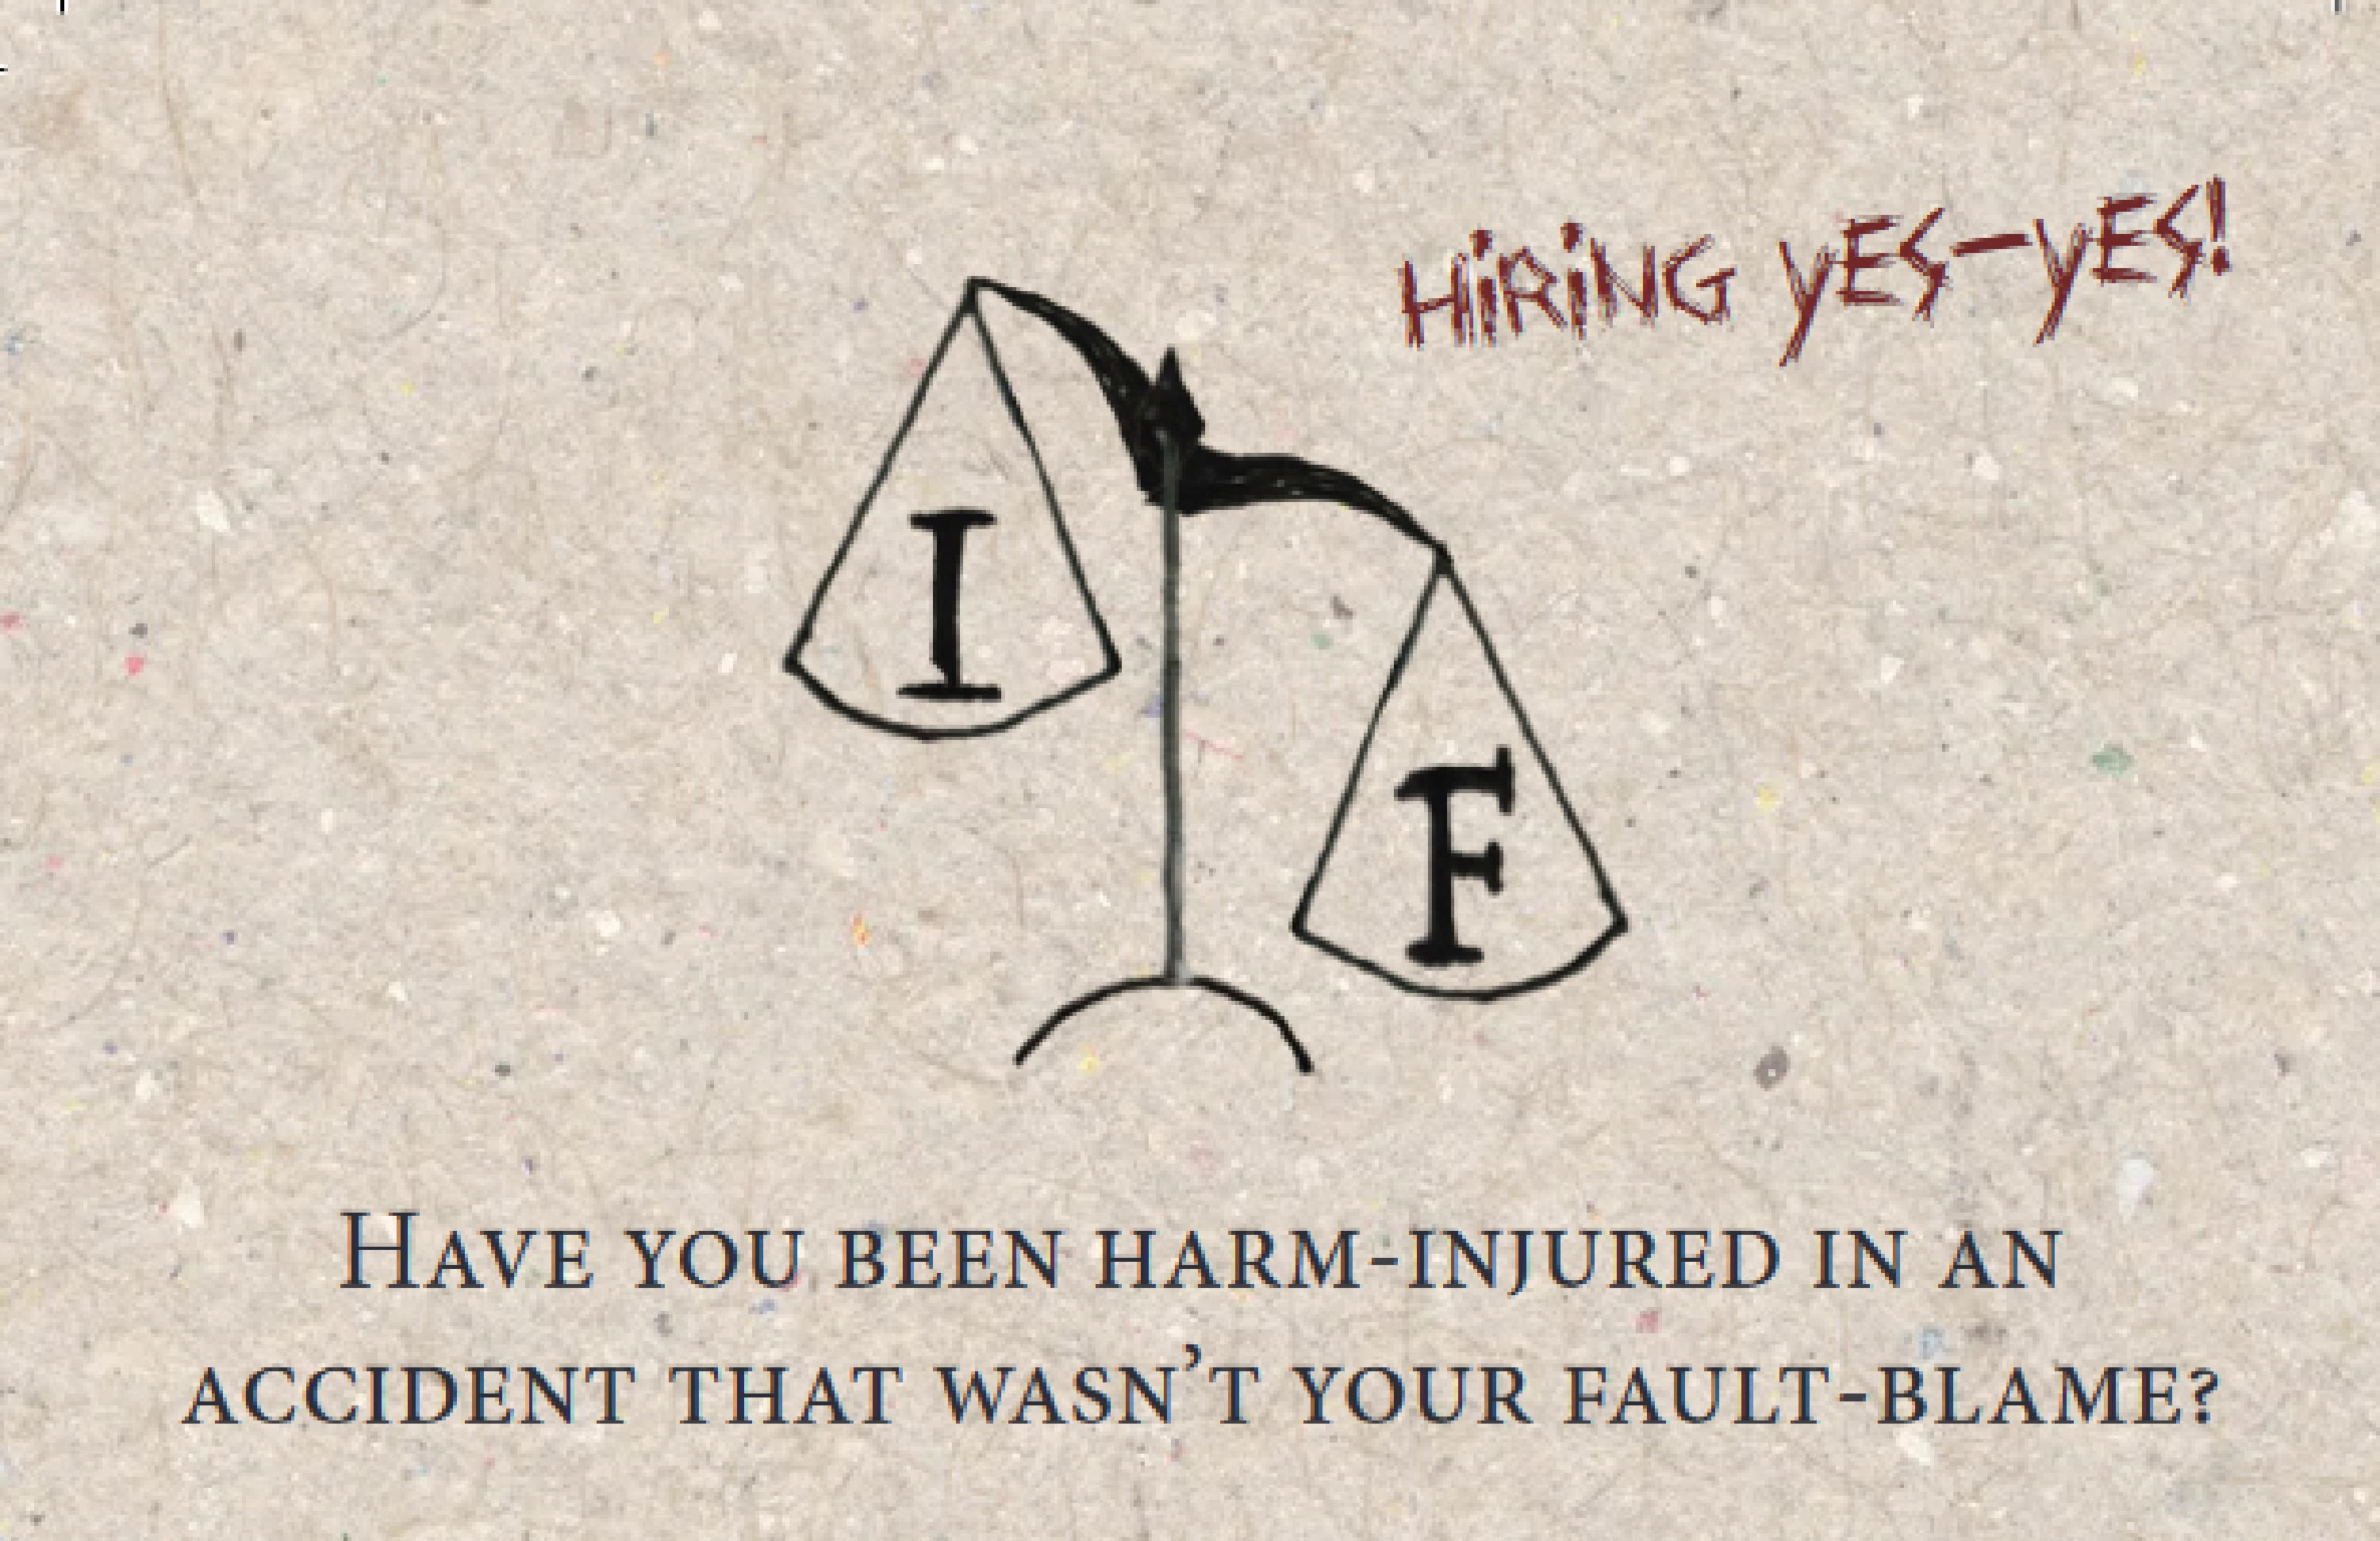 HiRiNG yES-yES!
I
F
Have you been harm-injured in an
accident that wasn't your fault-blame?